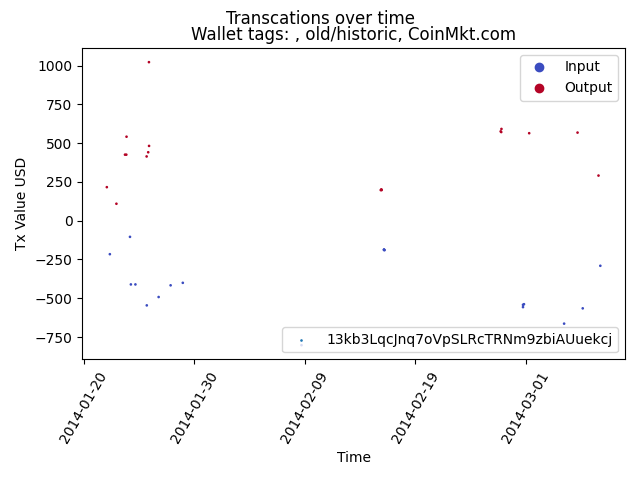 Transcations over time
Wallet tags: , old/historic, CoinMkt.com
Input
Output
1000
750
500
250
0
−250
−500
−750
Tx Value USD
13kb3LqcJnq7oVpSLRcTRNm9zbiAUuekcj
2014-01-20
2014-01-30
2014-02-09
2014-02-19
2014-03-01
Time